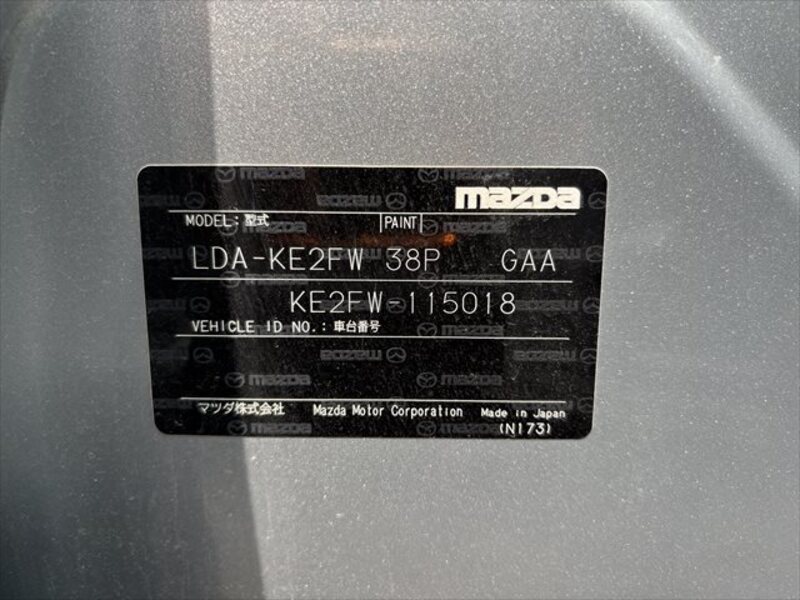 mazda
MODEL: 型式 PAINT
LDA-KE2FW 38P GAA
KE2FW-115018
VEHICLE ID NO.: 車台番号
マツダ株式会社 Mazda Motor Corporation Made in Japan
(N173)